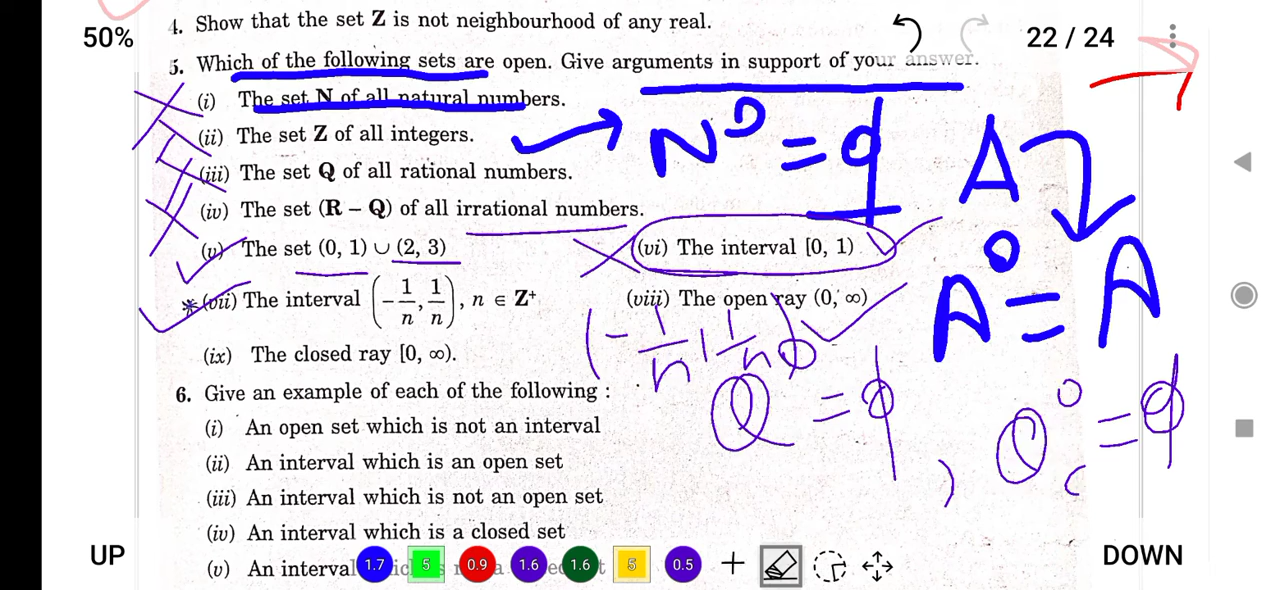 4. Show that the set Z is not neighbourhood of any real.
50%
22 / 24
5. Which of the following sets are open. Give arguments in support of your answer.
(i) The set N of all natural numbers.
(ii) The set Z of all integers.
N° = φ
A
(iii) The set Q of all rational numbers.
(iv) The set (R – Q) of all irrational numbers.
(v) The set (0, 1) ∪ (2, 3)
(vi) The interval [0, 1)
A° = A
*(vii) The interval (-1/n, 1/n), n ∈ Z⁺
(viii) The open ray (0, ∞)
(-1/n, 1/n)
(ix) The closed ray [0, ∞).
Q° = φ
Q° = φ
6. Give an example of each of the following :
(i) An open set which is not an interval
(ii) An interval which is an open set
(iii) An interval which is not an open set
(iv) An interval which is a closed set
UP
DOWN
(v) An interval
1.7
5
0.9
1.6
1.6
5
0.5
+